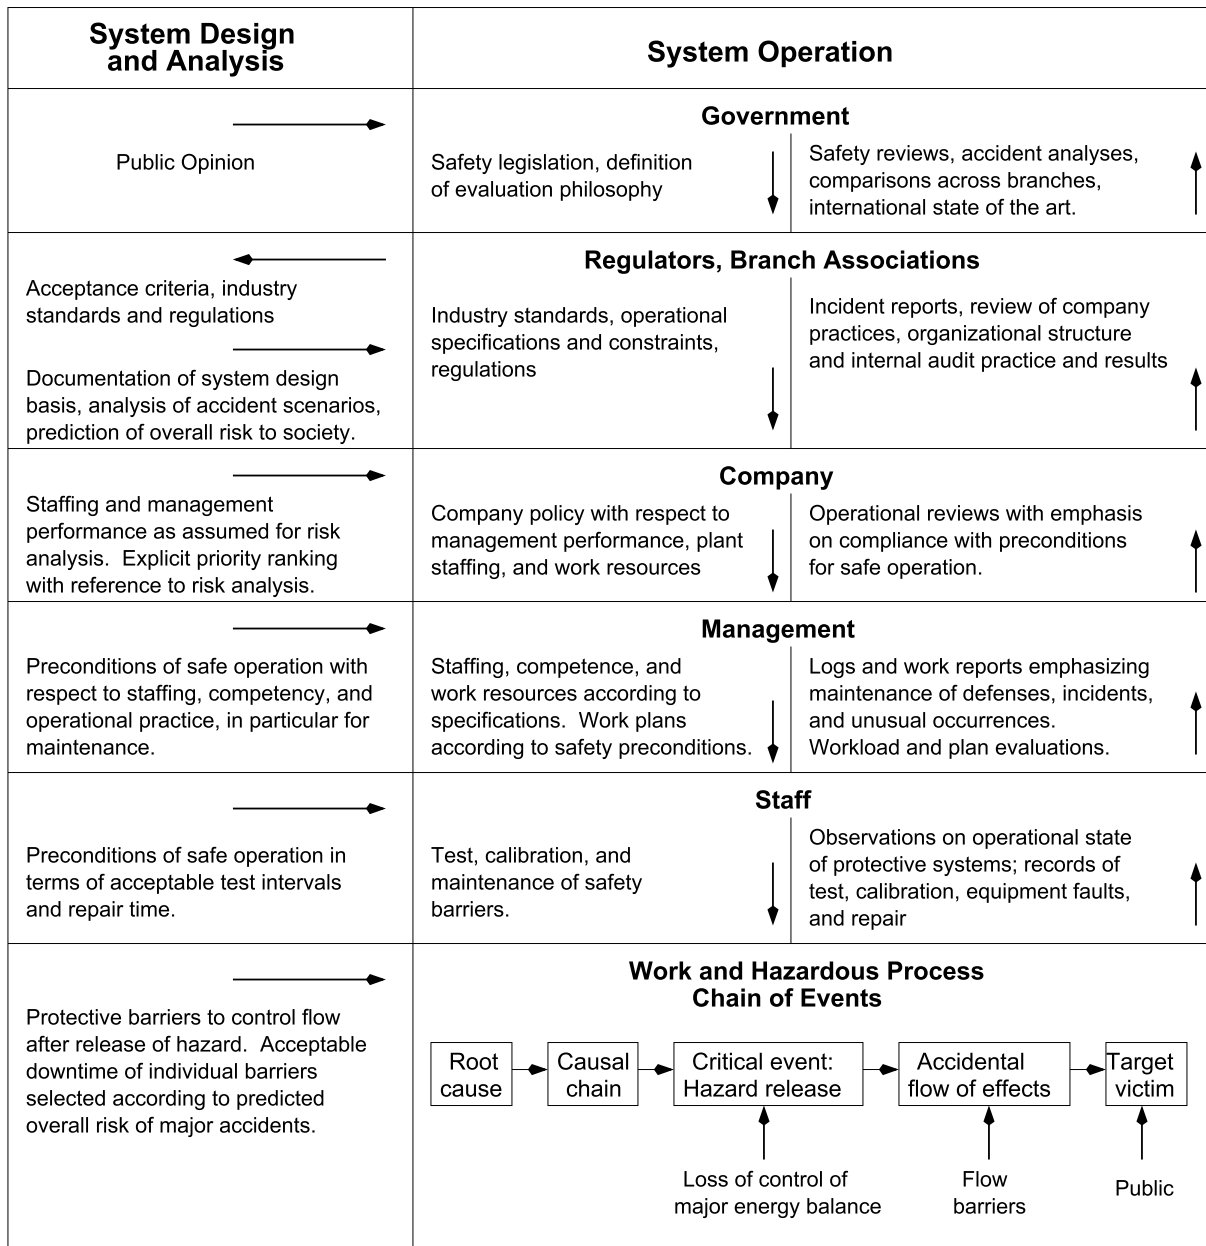 System Design
and Analysis
System Operation
Public Opinion
Government
Safety legislation, definition
of evaluation philosophy
Safety reviews, accident analyses,
comparisons across branches,
international state of the art.
Acceptance criteria, industry
standards and regulations
Documentation of system design
basis, analysis of accident scenarios,
prediction of overall risk to society.
Regulators, Branch Associations
Industry standards, operational
specifications and constraints,
regulations
Incident reports, review of company
practices, organizational structure
and internal audit practice and results
Staffing and management
performance as assumed for risk
analysis. Explicit priority ranking
with reference to risk analysis.
Company
Company policy with respect to
management performance, plant
staffing, and work resources
Operational reviews with emphasis
on compliance with preconditions
for safe operation.
Preconditions of safe operation with
respect to staffing, competency, and
operational practice, in particular for
maintenance.
Management
Staffing, competence, and
work resources according to
specifications. Work plans
according to safety preconditions.
Logs and work reports emphasizing
maintenance of defenses, incidents,
and unusual occurrences.
Workload and plan evaluations.
Preconditions of safe operation in
terms of acceptable test intervals
and repair time.
Staff
Test, calibration, and
maintenance of safety
barriers.
Observations on operational state
of protective systems; records of
test, calibration, equipment faults,
and repair
Protective barriers to control flow
after release of hazard. Acceptable
downtime of individual barriers
selected according to predicted
overall risk of major accidents.
Work and Hazardous Process
Chain of Events
Root
cause
Causal
chain
Critical event:
Hazard release
Accidental
flow of effects
Target
victim
Loss of control of
major energy balance
Flow
barriers
Public